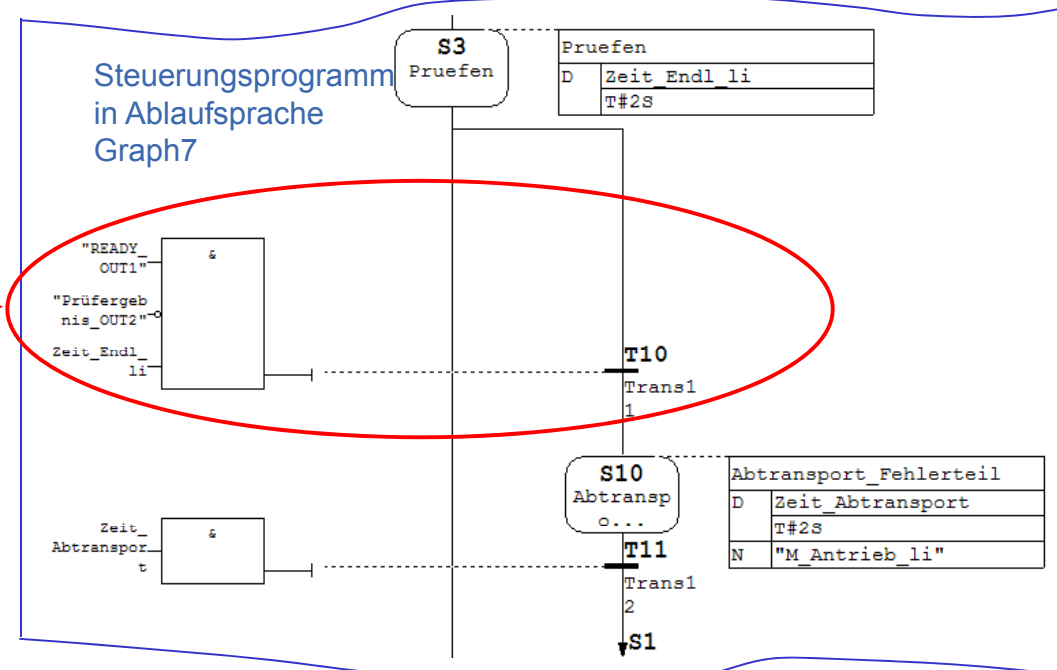 Steuerungsprogramm
in Ablaufsprache
Graph7
S3
Pruefen
Pruefen
D Zeit_Endl_li
T#2S
"READY_
OUT1"
&
"Prüfergeb
nis_OUT2"
Zeit_Endl_
li
T10
Trans1
1
S10
Abtransp
o...
Abtransport_Fehlerteil
D Zeit_Abtransport
T#2S
N "M_Antrieb_li"
Zeit_
Abtranspor
t
&
T11
Trans1
2
S1